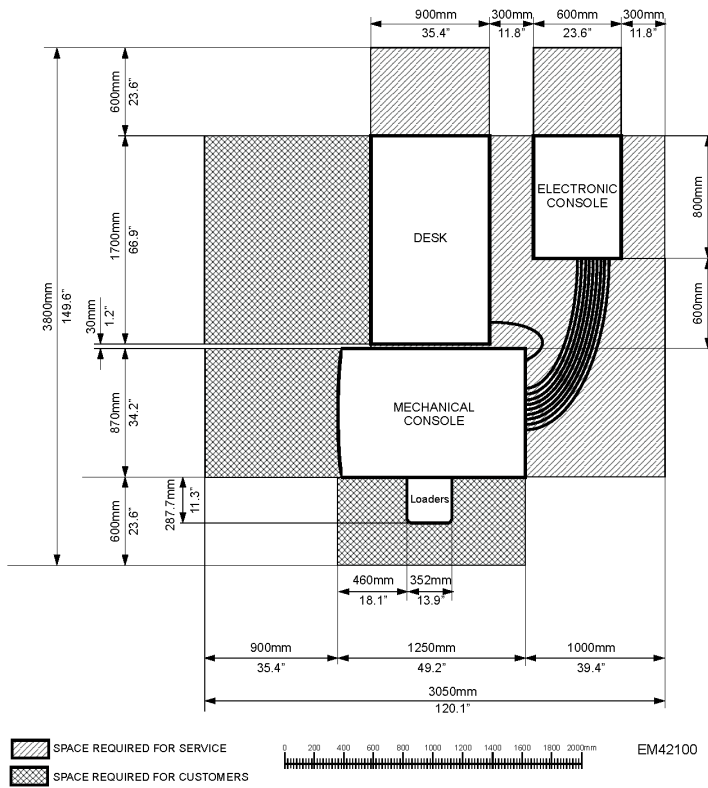 900mm 300mm 600mm 300mm
35.4" 11.8" 23.6" 11.8"
600mm
23.6"
1700mm
66.9"
3800mm
149.6"
30mm
1.2"
870mm
34.2"
600mm
23.6"
287.7mm
11.3"
DESK
ELECTRONIC
CONSOLE
800mm
600mm
MECHANICAL
CONSOLE
Loaders
460mm 352mm
18.1" 13.9"
900mm 1250mm 1000mm
35.4" 49.2" 39.4"
3050mm
120.1"
SPACE REQUIRED FOR SERVICE
SPACE REQUIRED FOR CUSTOMERS
0 200 400 600 800 1000 1200 1400 1600 1800 2000mm
EM42100